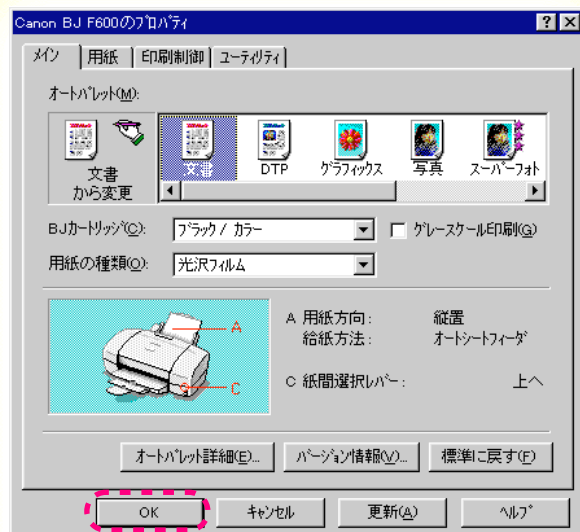 Canon BJ F600のﾌﾟﾛﾊﾟﾃｨ
ﾒｲﾝ 用紙 印刷制御 ﾕｰﾃｨﾘﾃｨ
ｵｰﾄﾊﾟﾚｯﾄ(M):
文書
から変更
文書 DTP ｸﾞﾗﾌｨｯｸｽ 写真 ｽｰﾊﾟｰﾌｫﾄ
BJｶｰﾄﾘｯｼﾞ(C): ﾌﾞﾗｯｸ / ｶﾗｰ ｸﾞﾚｰｽｹｰﾙ印刷(G)
用紙の種類(O): 光沢ﾌｨﾙﾑ
A 用紙方向: 縦置
給紙方法: ｵｰﾄｼｰﾄﾌｨｰﾀﾞ
C 紙間選択ﾚﾊﾞｰ: 上へ
A
C
ｵｰﾄﾊﾟﾚｯﾄ詳細(E)... ﾊﾞｰｼﾞｮﾝ情報(V)... 標準に戻す(F)
OK ｷｬﾝｾﾙ 更新(A) ﾍﾙﾌﾟ